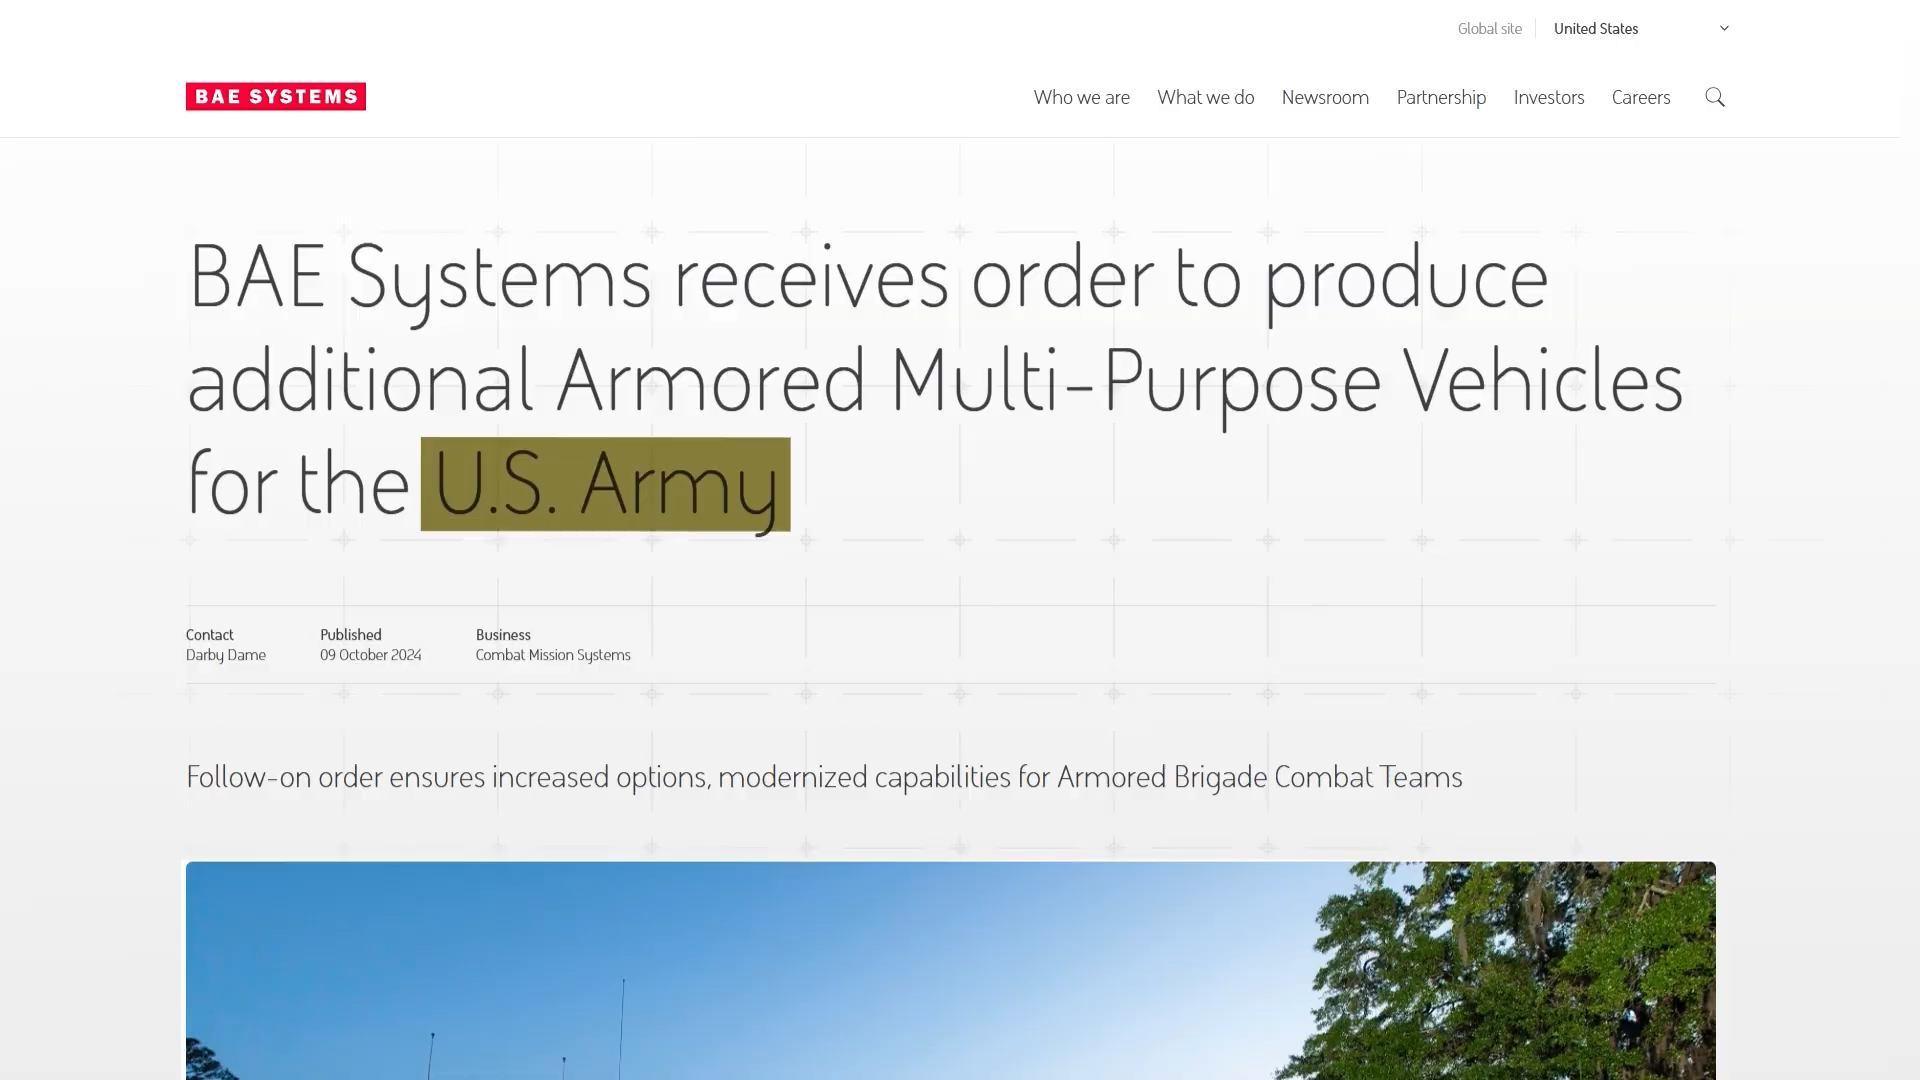 Global site
United States
BAE SYSTEMS
Who we are
What we do
Newsroom
Partnership
Investors
Careers
BAE Systems receives order to produce
additional Armored Multi-Purpose Vehicles
for the U.S. Army
Contact
Darby Dame
Published
09 October 2024
Business
Combat Mission Systems
Follow-on order ensures increased options, modernized capabilities for Armored Brigade Combat Teams